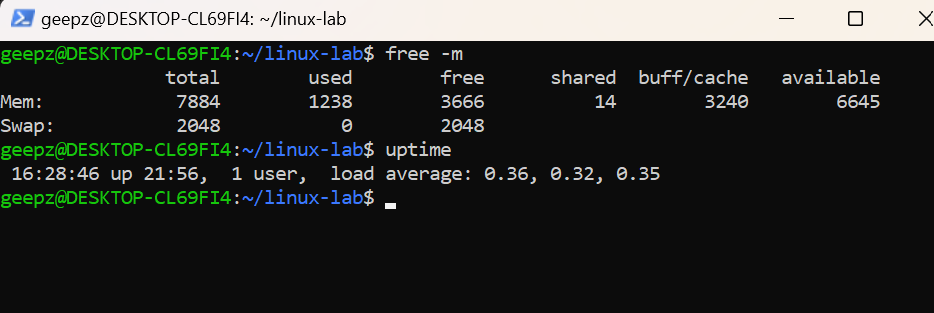 geepz@DESKTOP-CL69FI4: ~/linux-lab
geepz@DESKTOP-CL69FI4:~/linux-lab$ free -m
              total        used        free      shared  buff/cache   available
Mem:           7884        1238        3666          14        3240        6645
Swap:          2048           0        2048
geepz@DESKTOP-CL69FI4:~/linux-lab$ uptime
 16:28:46 up 21:56,  1 user,  load average: 0.36, 0.32, 0.35
geepz@DESKTOP-CL69FI4:~/linux-lab$